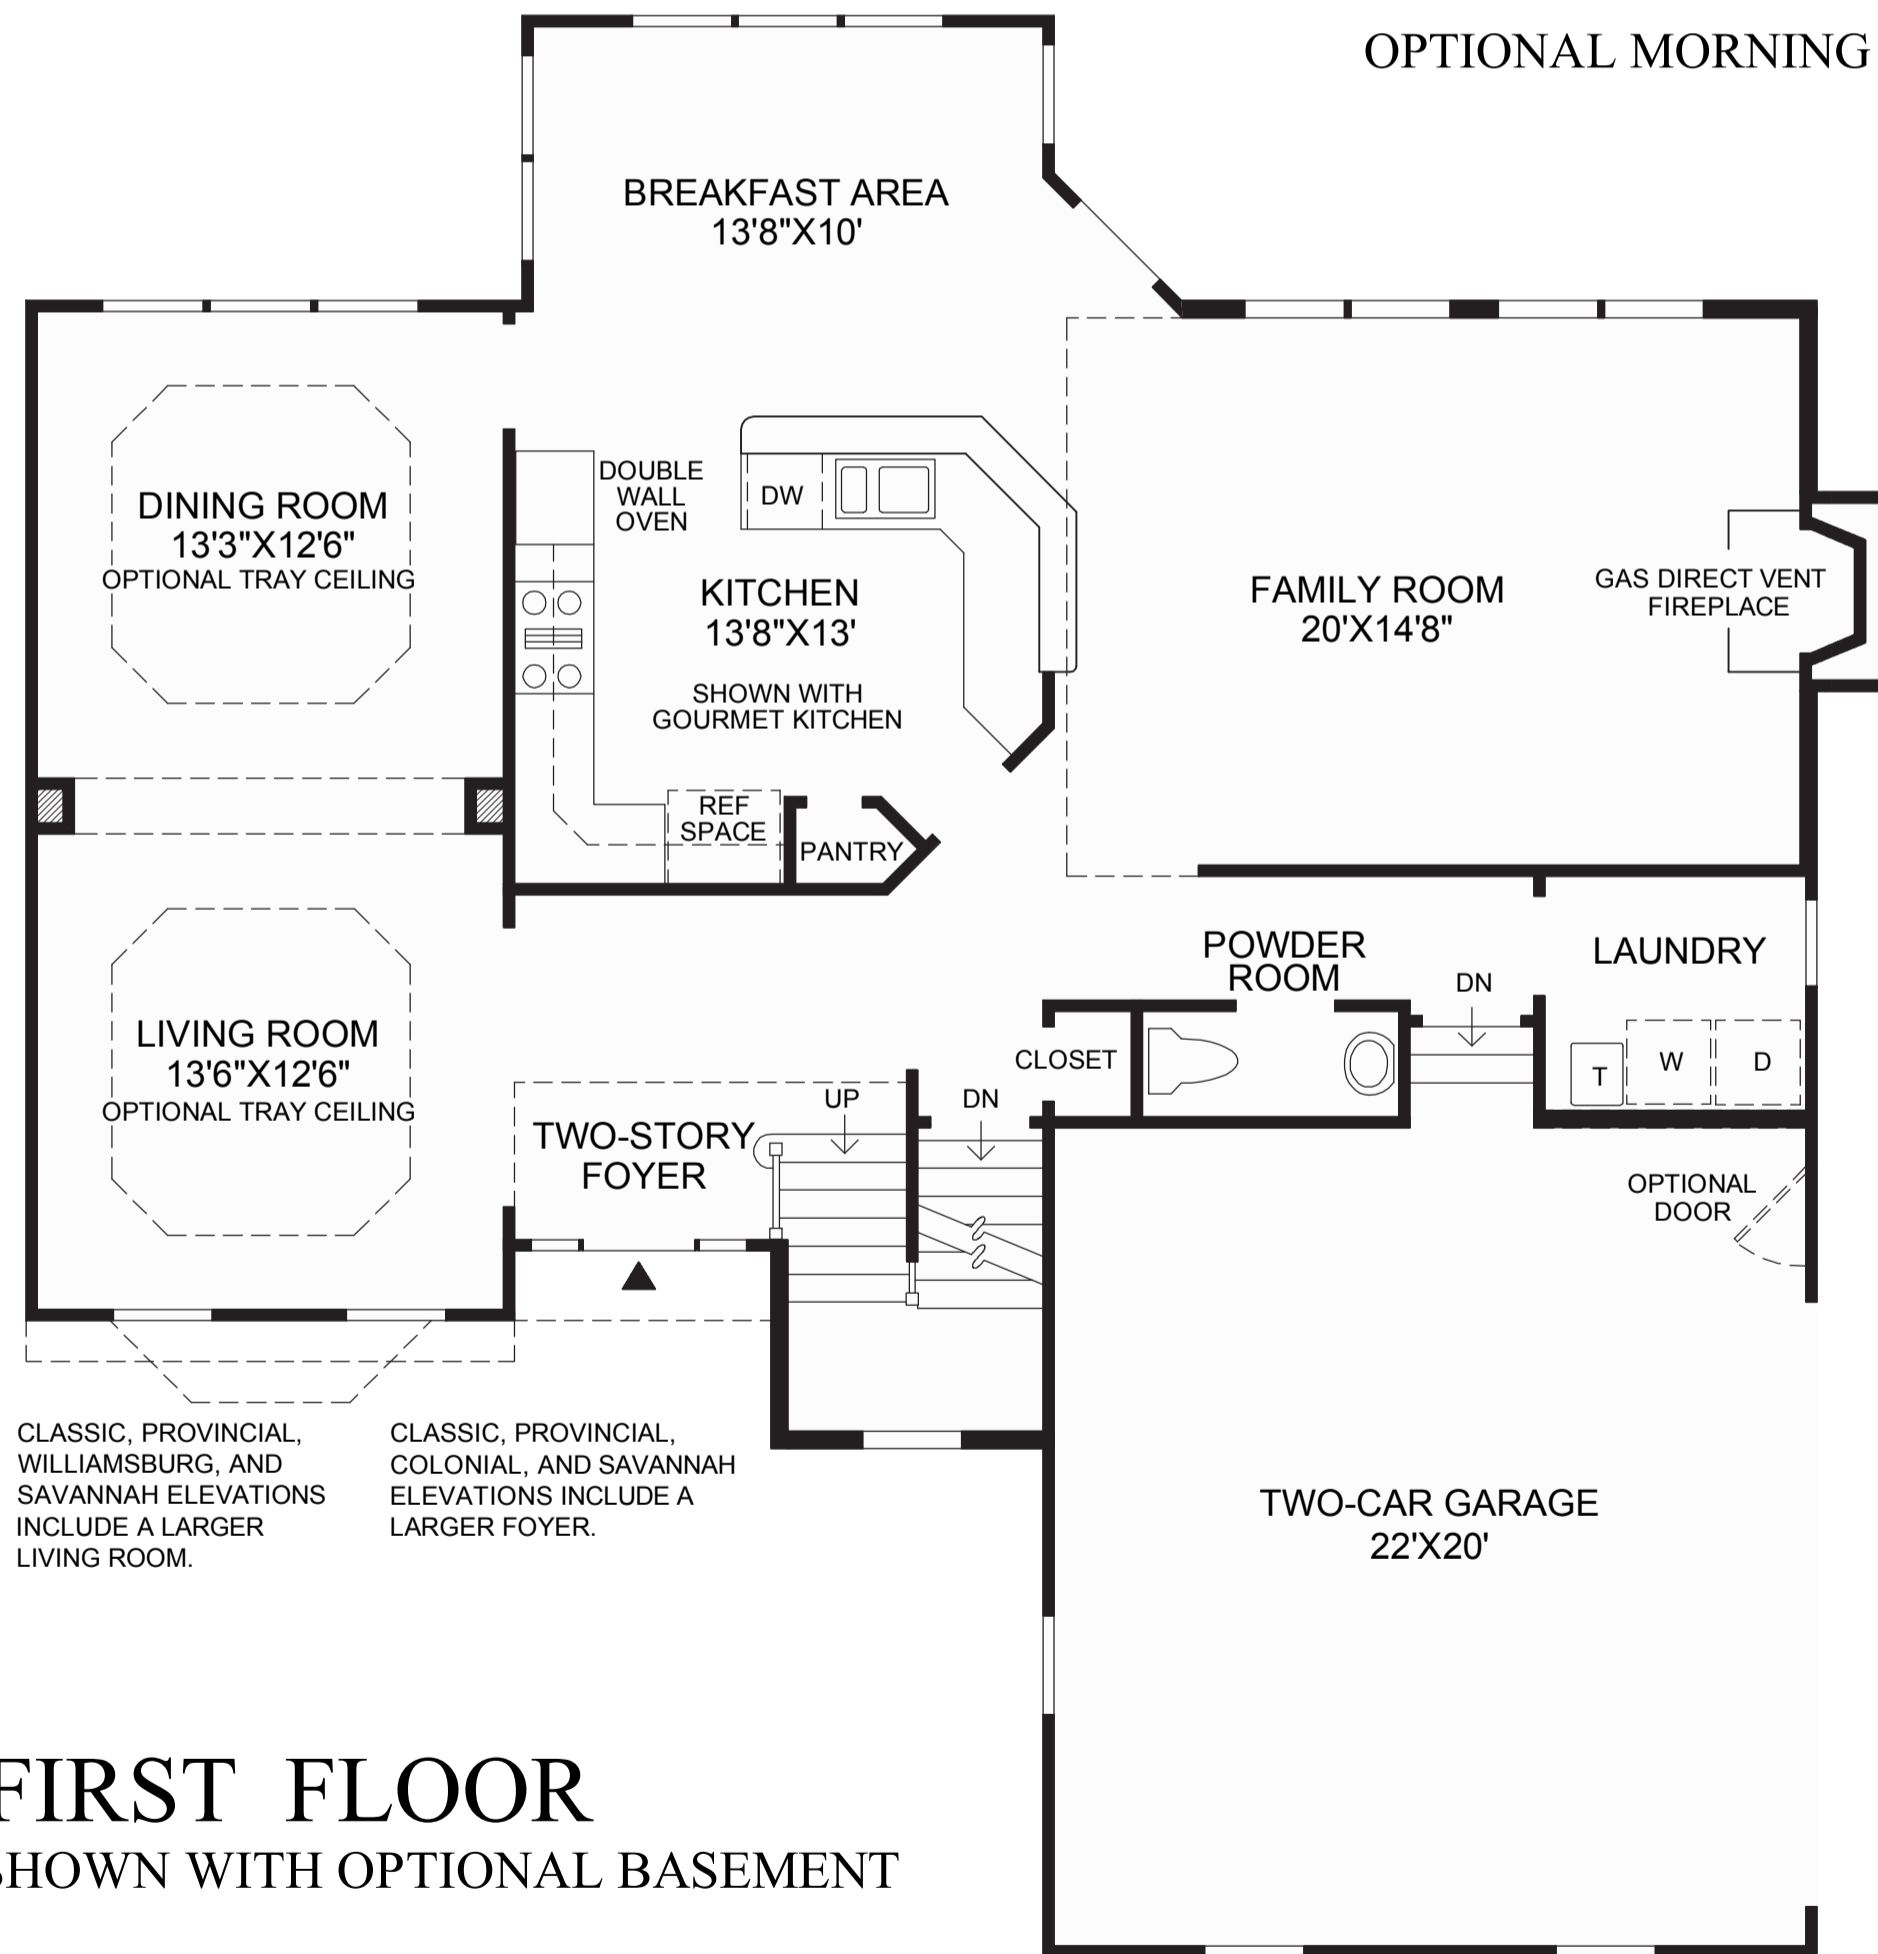 OPTIONAL MORNING
BREAKFAST AREA
13'8"X10'
DINING ROOM
13'3"X12'6"
OPTIONAL TRAY CEILING
DOUBLE
WALL
OVEN
DW
KITCHEN
13'8"X13'
SHOWN WITH
GOURMET KITCHEN
FAMILY ROOM
20'X14'8"
GAS DIRECT VENT
FIREPLACE
REF
SPACE
PANTRY
LIVING ROOM
13'6"X12'6"
OPTIONAL TRAY CEILING
POWDER
ROOM
DN
LAUNDRY
CLOSET
T
W
D
TWO-STORY
FOYER
UP
DN
OPTIONAL
DOOR
CLASSIC, PROVINCIAL,
WILLIAMSBURG, AND
SAVANNAH ELEVATIONS
INCLUDE A LARGER
LIVING ROOM.
CLASSIC, PROVINCIAL,
COLONIAL, AND SAVANNAH
ELEVATIONS INCLUDE A
LARGER FOYER.
TWO-CAR GARAGE
22'X20'
FIRST FLOOR
SHOWN WITH OPTIONAL BASEMENT